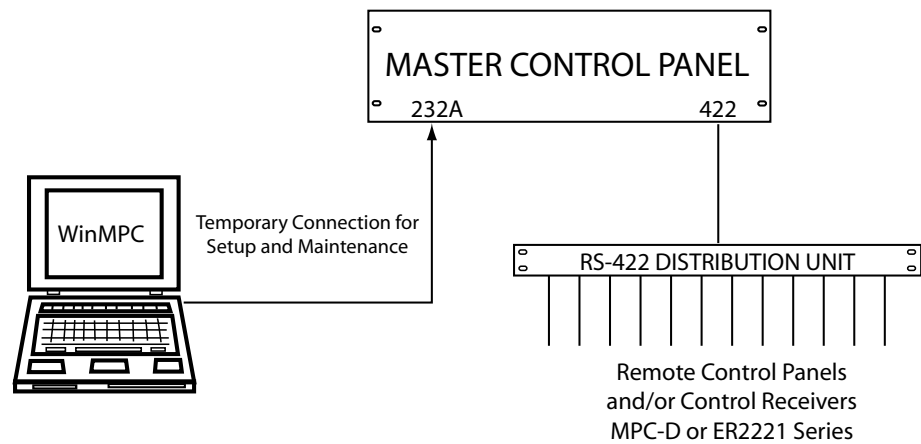 MASTER CONTROL PANEL
232A
422
WinMPC
Temporary Connection for
Setup and Maintenance
RS-422 DISTRIBUTION UNIT
Remote Control Panels
and/or Control Receivers
MPC-D or ER2221 Series